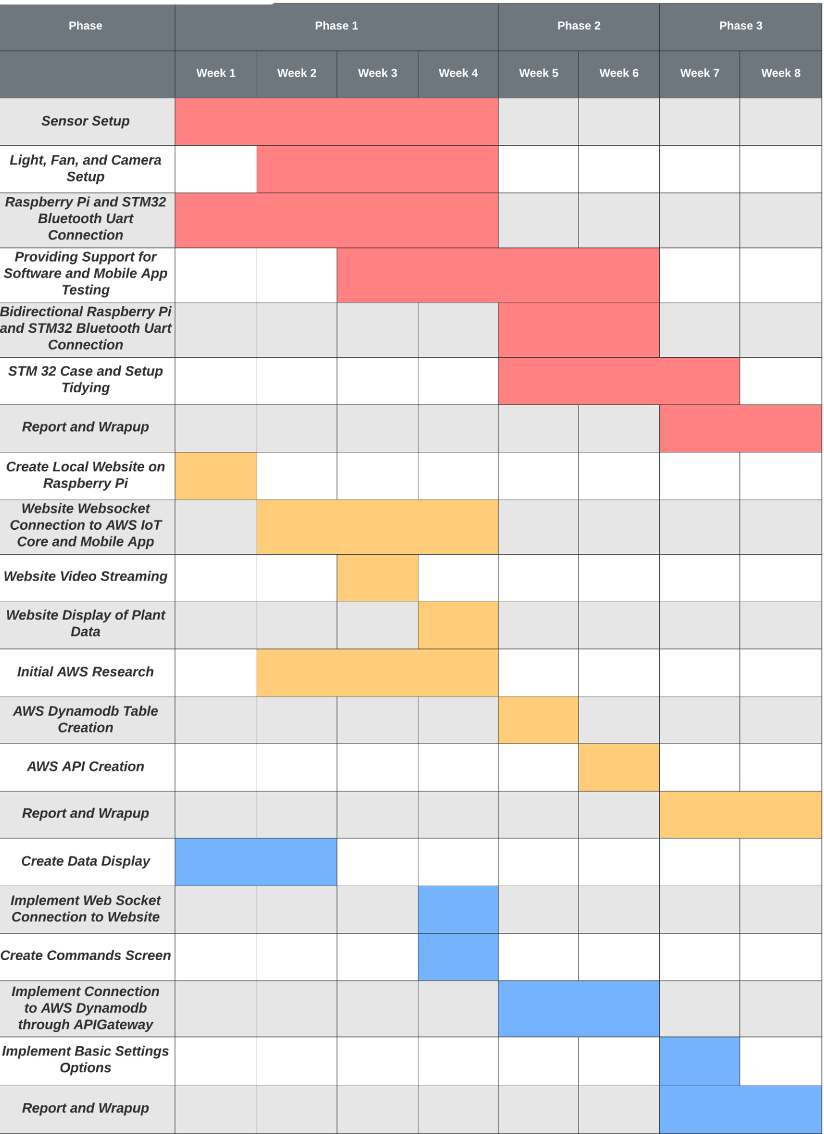 Phase Phase 1 Phase 2 Phase 3
Week 1 Week 2 Week 3 Week 4 Week 5 Week 6 Week 7 Week 8
Sensor Setup
Light, Fan, and Camera
Setup
Raspberry Pi and STM32
Bluetooth Uart
Connection
Providing Support for
Software and Mobile App
Testing
Bidirectional Raspberry Pi
and STM32 Bluetooth Uart
Connection
STM 32 Case and Setup
Tidying
Report and Wrapup
Create Local Website on
Raspberry Pi
Website Websocket
Connection to AWS IoT
Core and Mobile App
Website Video Streaming
Website Display of Plant
Data
Initial AWS Research
AWS Dynamodb Table
Creation
AWS API Creation
Report and Wrapup
Create Data Display
Implement Web Socket
Connection to Website
Create Commands Screen
Implement Connection
to AWS Dynamodb
through APIGateway
Implement Basic Settings
Options
Report and Wrapup